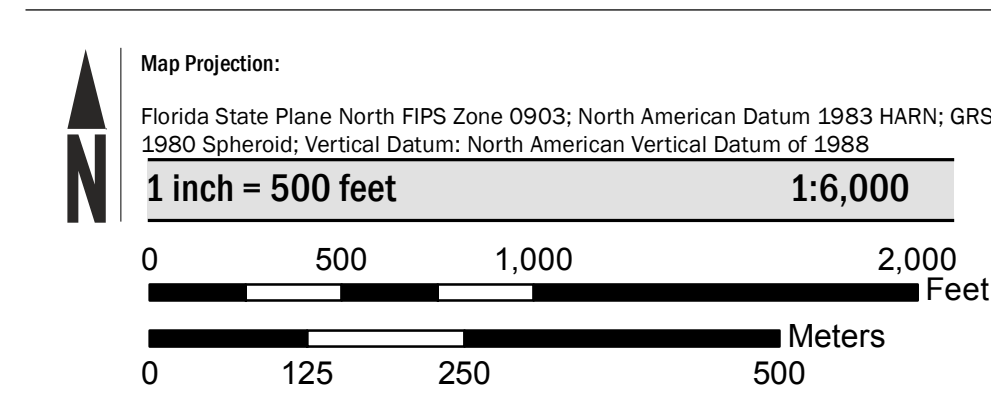 Map Projection:
N
Florida State Plane North FIPS Zone 0903; North American Datum 1983 HARN; GRS
1980 Spheroid; Vertical Datum: North American Vertical Datum of 1988
1 inch = 500 feet 1:6,000
0 500 1,000 2,000
Feet
Meters
0 125 250 500